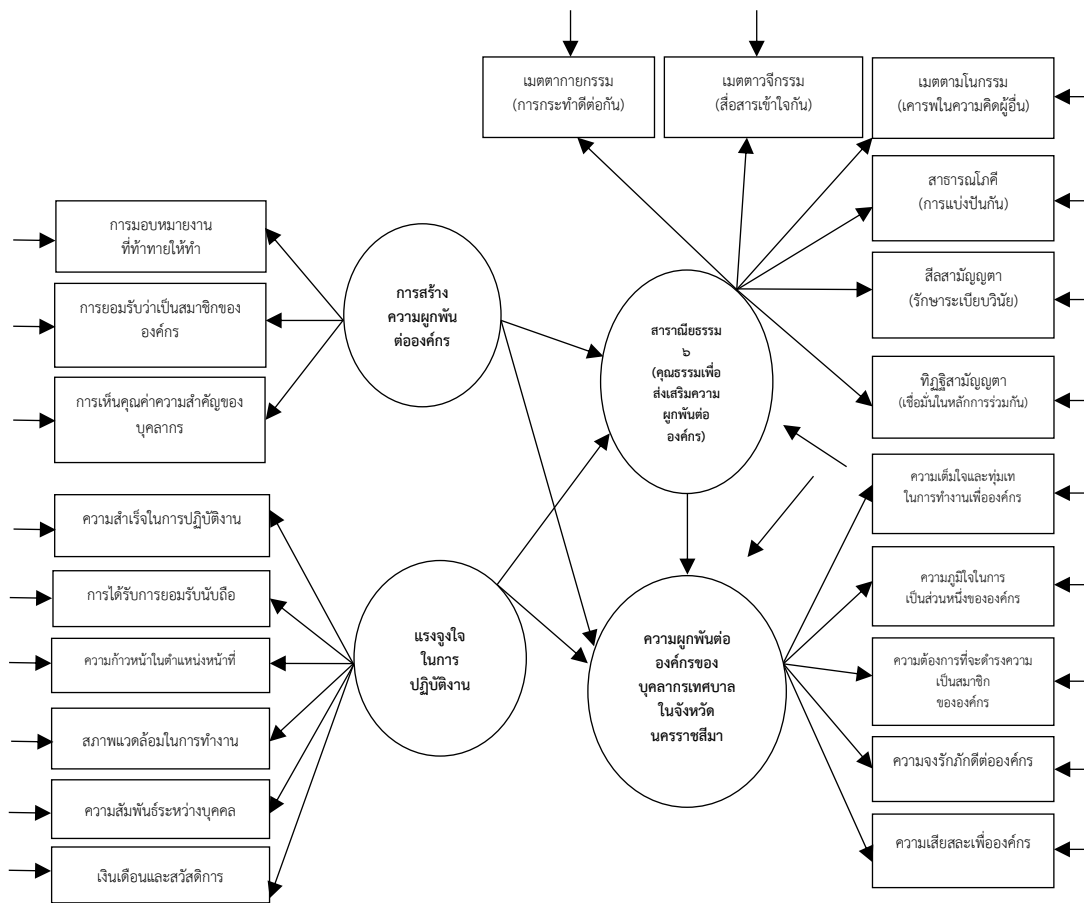 เมตตากายกรรม
(การกระทำดีต่อกัน)
เมตตาวจีกรรม
(สื่อสารเข้าใจกัน)
เมตตามโนกรรม
(เคารพในความคิดผู้อื่น)
สาธารณโภคี
(การแบ่งปันกัน)
สีลสามัญญตา
(รักษาระเบียบวินัย)
ทิฏฐิสามัญญตา
(เชื่อมั่นในหลักการร่วมกัน)
การมอบหมายงาน
ที่ท้าทายให้ทำ
การยอมรับว่าเป็นสมาชิกของ
องค์กร
การเห็นคุณค่าความสำคัญของ
บุคลากร
การสร้าง
ความผูกพัน
ต่อองค์กร
สาราณียธรรม
๖
(คุณธรรมเพื่อ
ส่งเสริมความ
ผูกพันต่อ
องค์กร)
ความสำเร็จในการปฏิบัติงาน
การได้รับการยอมรับนับถือ
ความก้าวหน้าในตำแหน่งหน้าที่
สภาพแวดล้อมในการทำงาน
ความสัมพันธ์ระหว่างบุคคล
เงินเดือนและสวัสดิการ
แรงจูงใจ
ในการ
ปฏิบัติงาน
ความผูกพันต่อ
องค์กรของ
บุคลากรเทศบาล
ในจังหวัด
นครราชสีมา
ความเต็มใจและทุ่มเท
ในการทำงานเพื่อองค์กร
ความภูมิใจในการ
เป็นส่วนหนึ่งขององค์กร
ความต้องการที่จะดำรงความ
เป็นสมาชิก
ขององค์กร
ความจงรักภักดีต่อองค์กร
ความเสียสละเพื่อองค์กร